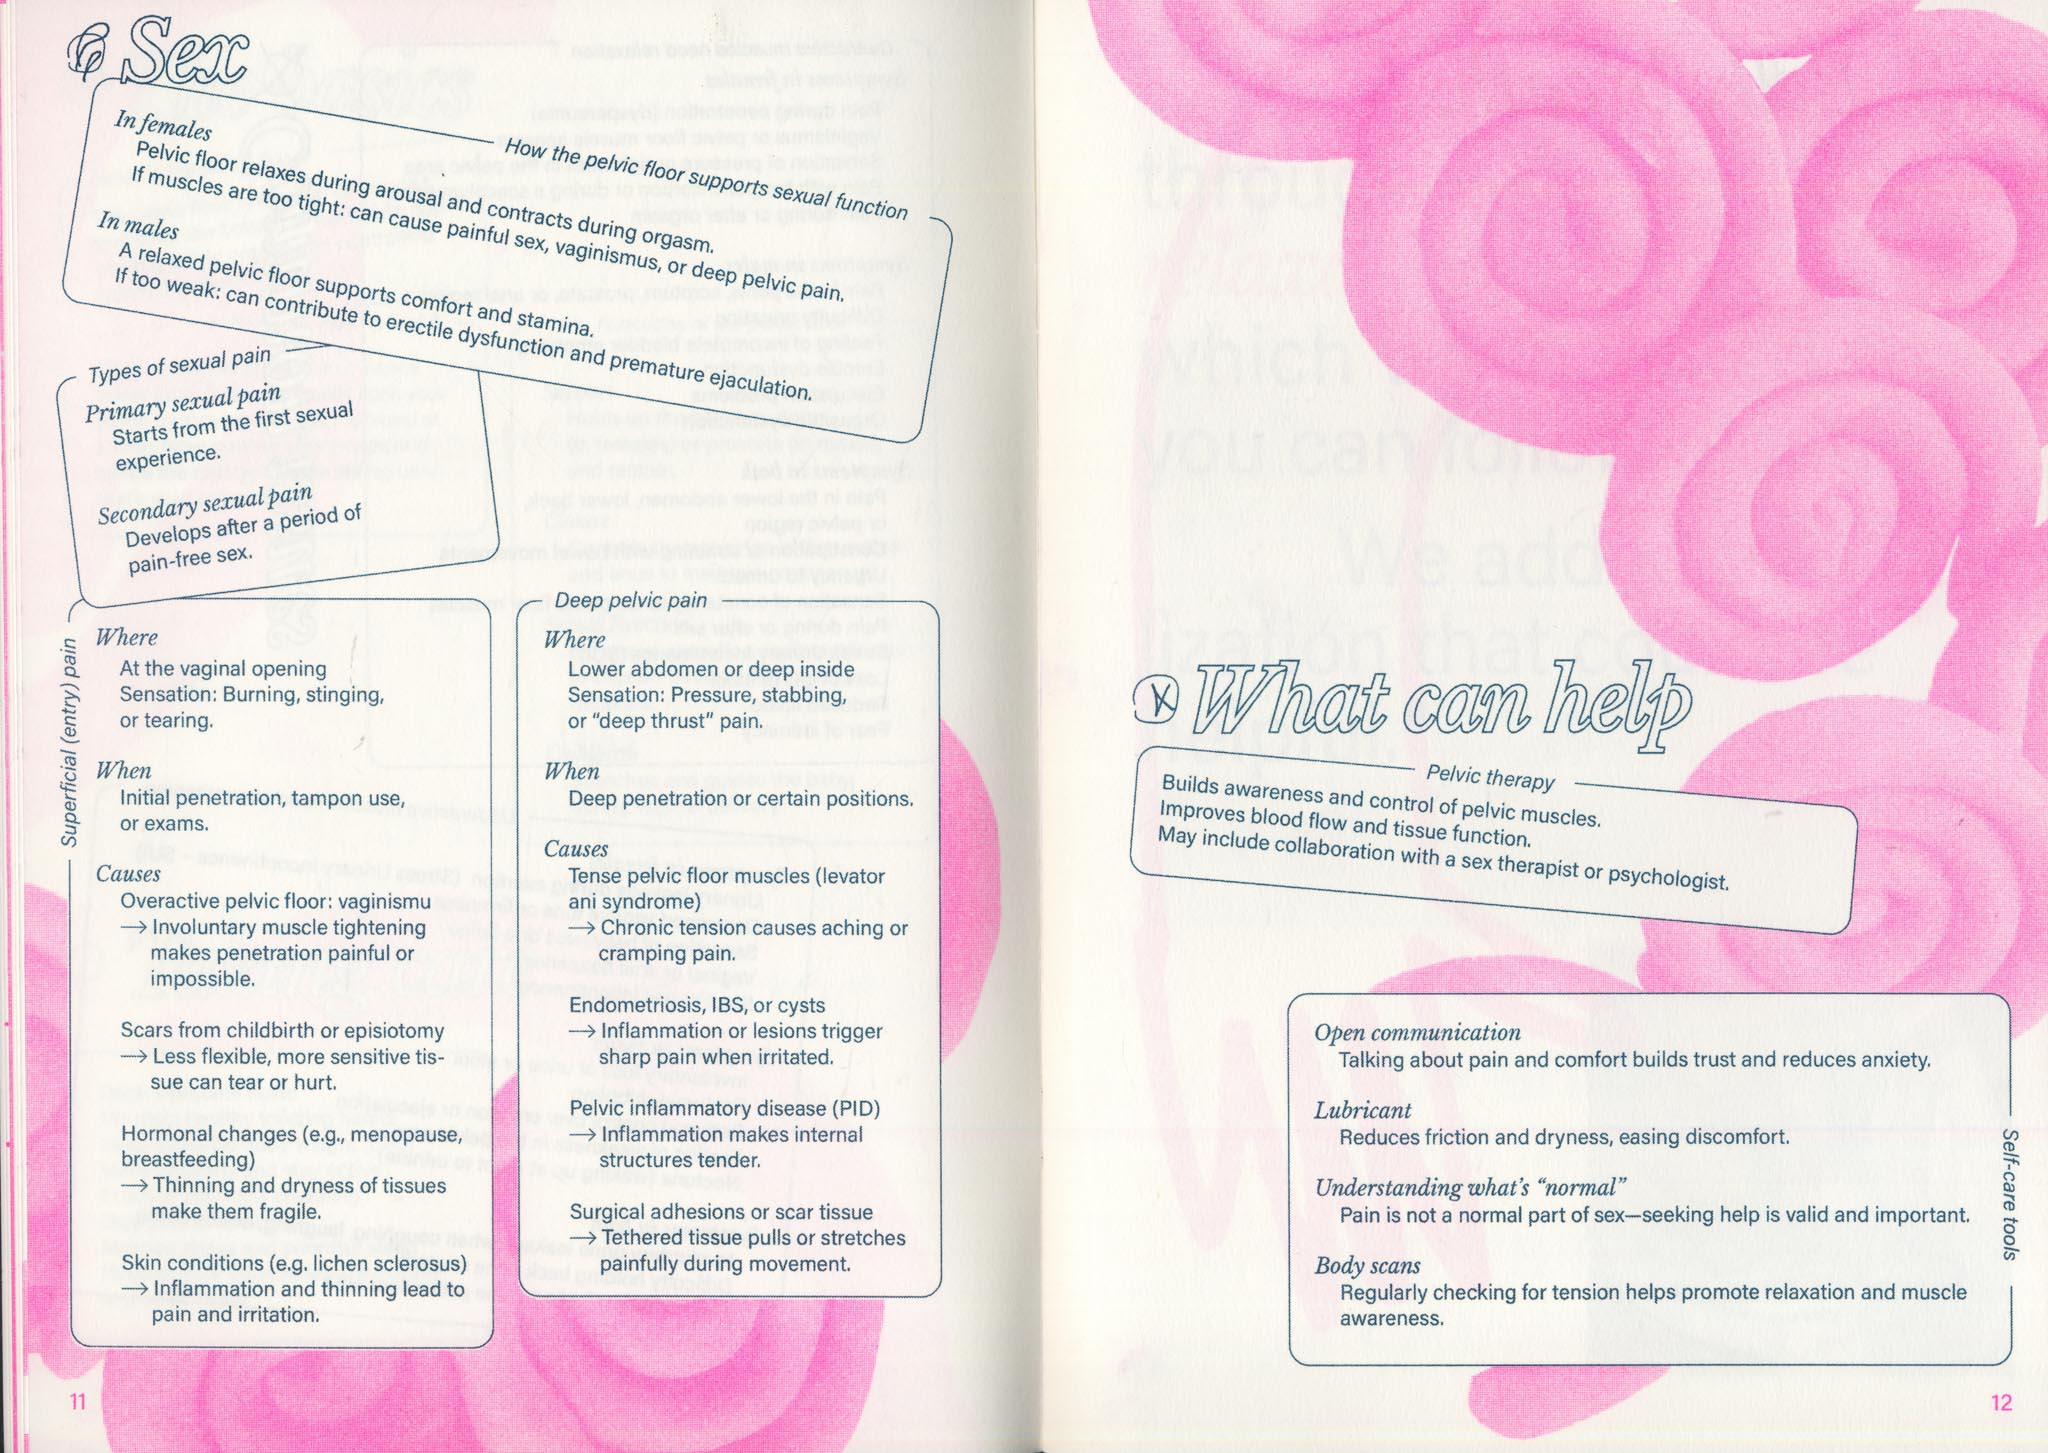 Sex
How the pelvic floor supports sexual function
In females
Pelvic floor relaxes during arousal and contracts during orgasm.
If muscles are too tight: can cause painful sex, vaginismus, or deep pelvic pain.
In males
A relaxed pelvic floor supports comfort and stamina.
If too weak: can contribute to erectile dysfunction and premature ejaculation.
Types of sexual pain
Primary sexual pain
Starts from the first sexual
experience.
Secondary sexual pain
Develops after a period of
pain-free sex.
Superficial (entry) pain
Where
At the vaginal opening
Sensation: Burning, stinging,
or tearing.
When
Initial penetration, tampon use,
or exams.
Causes
Overactive pelvic floor: vaginismu
→ Involuntary muscle tightening
makes penetration painful or
impossible.
Scars from childbirth or episiotomy
→ Less flexible, more sensitive tis-
sue can tear or hurt.
Hormonal changes (e.g., menopause,
breastfeeding)
→ Thinning and dryness of tissues
make them fragile.
Skin conditions (e.g. lichen sclerosus)
→ Inflammation and thinning lead to
pain and irritation.
Deep pelvic pain
Where
Lower abdomen or deep inside
Sensation: Pressure, stabbing,
or “deep thrust” pain.
When
Deep penetration or certain positions.
Causes
Tense pelvic floor muscles (levator
ani syndrome)
→ Chronic tension causes aching or
cramping pain.
Endometriosis, IBS, or cysts
→ Inflammation or lesions trigger
sharp pain when irritated.
Pelvic inflammatory disease (PID)
→ Inflammation makes internal
structures tender.
Surgical adhesions or scar tissue
→ Tethered tissue pulls or stretches
painfully during movement.
11
What can help
Pelvic therapy
Builds awareness and control of pelvic muscles.
Improves blood flow and tissue function.
May include collaboration with a sex therapist or psychologist.
Self-care tools
Open communication
Talking about pain and comfort builds trust and reduces anxiety.
Lubricant
Reduces friction and dryness, easing discomfort.
Understanding what’s “normal”
Pain is not a normal part of sex—seeking help is valid and important.
Body scans
Regularly checking for tension helps promote relaxation and muscle
awareness.
12